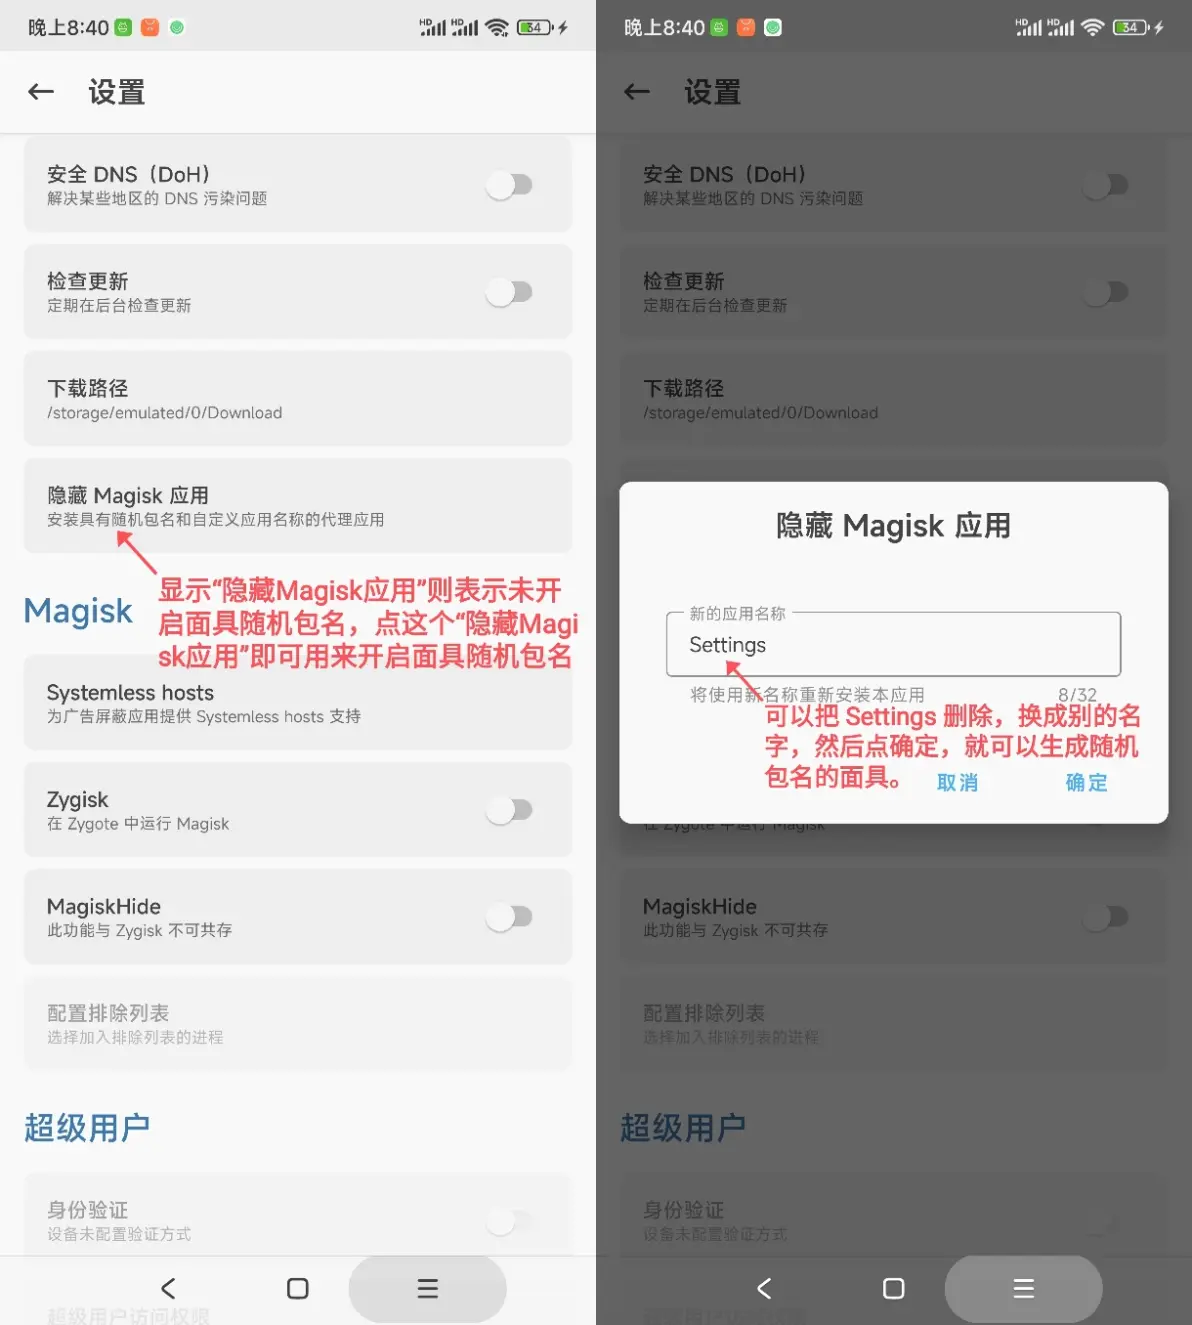 晚上8:40
HD HD 34
设置
安全 DNS（DoH）
解决某些地区的 DNS 污染问题
检查更新
定期在后台检查更新
下载路径
/storage/emulated/0/Download
隐藏 Magisk 应用
安装具有随机包名和自定义应用名称的代理应用
显示“隐藏Magisk应用”则表示未开
启面具随机包名，点这个“隐藏Magi
sk应用”即可用来开启面具随机包名
Magisk
Systemless hosts
为广告屏蔽应用提供 Systemless hosts 支持
Zygisk
在 Zygote 中运行 Magisk
MagiskHide
此功能与 Zygisk 不可共存
配置排除列表
选择加入排除列表的进程
超级用户
身份验证
设备未配置验证方式
超级用户访问权限
晚上8:40
HD HD 34
设置
安全 DNS（DoH）
解决某些地区的 DNS 污染问题
检查更新
定期在后台检查更新
下载路径
/storage/emulated/0/Download
隐藏 Magisk 应用
新的应用名称
Settings
将使用新名称重新安装本应用 8/32
可以把 Settings 删除，换成别的名
字，然后点确定，就可以生成随机
包名的面具。
取消 确定
在 Zygote 中运行 Magisk
MagiskHide
此功能与 Zygisk 不可共存
配置排除列表
选择加入排除列表的进程
超级用户
身份验证
设备未配置验证方式